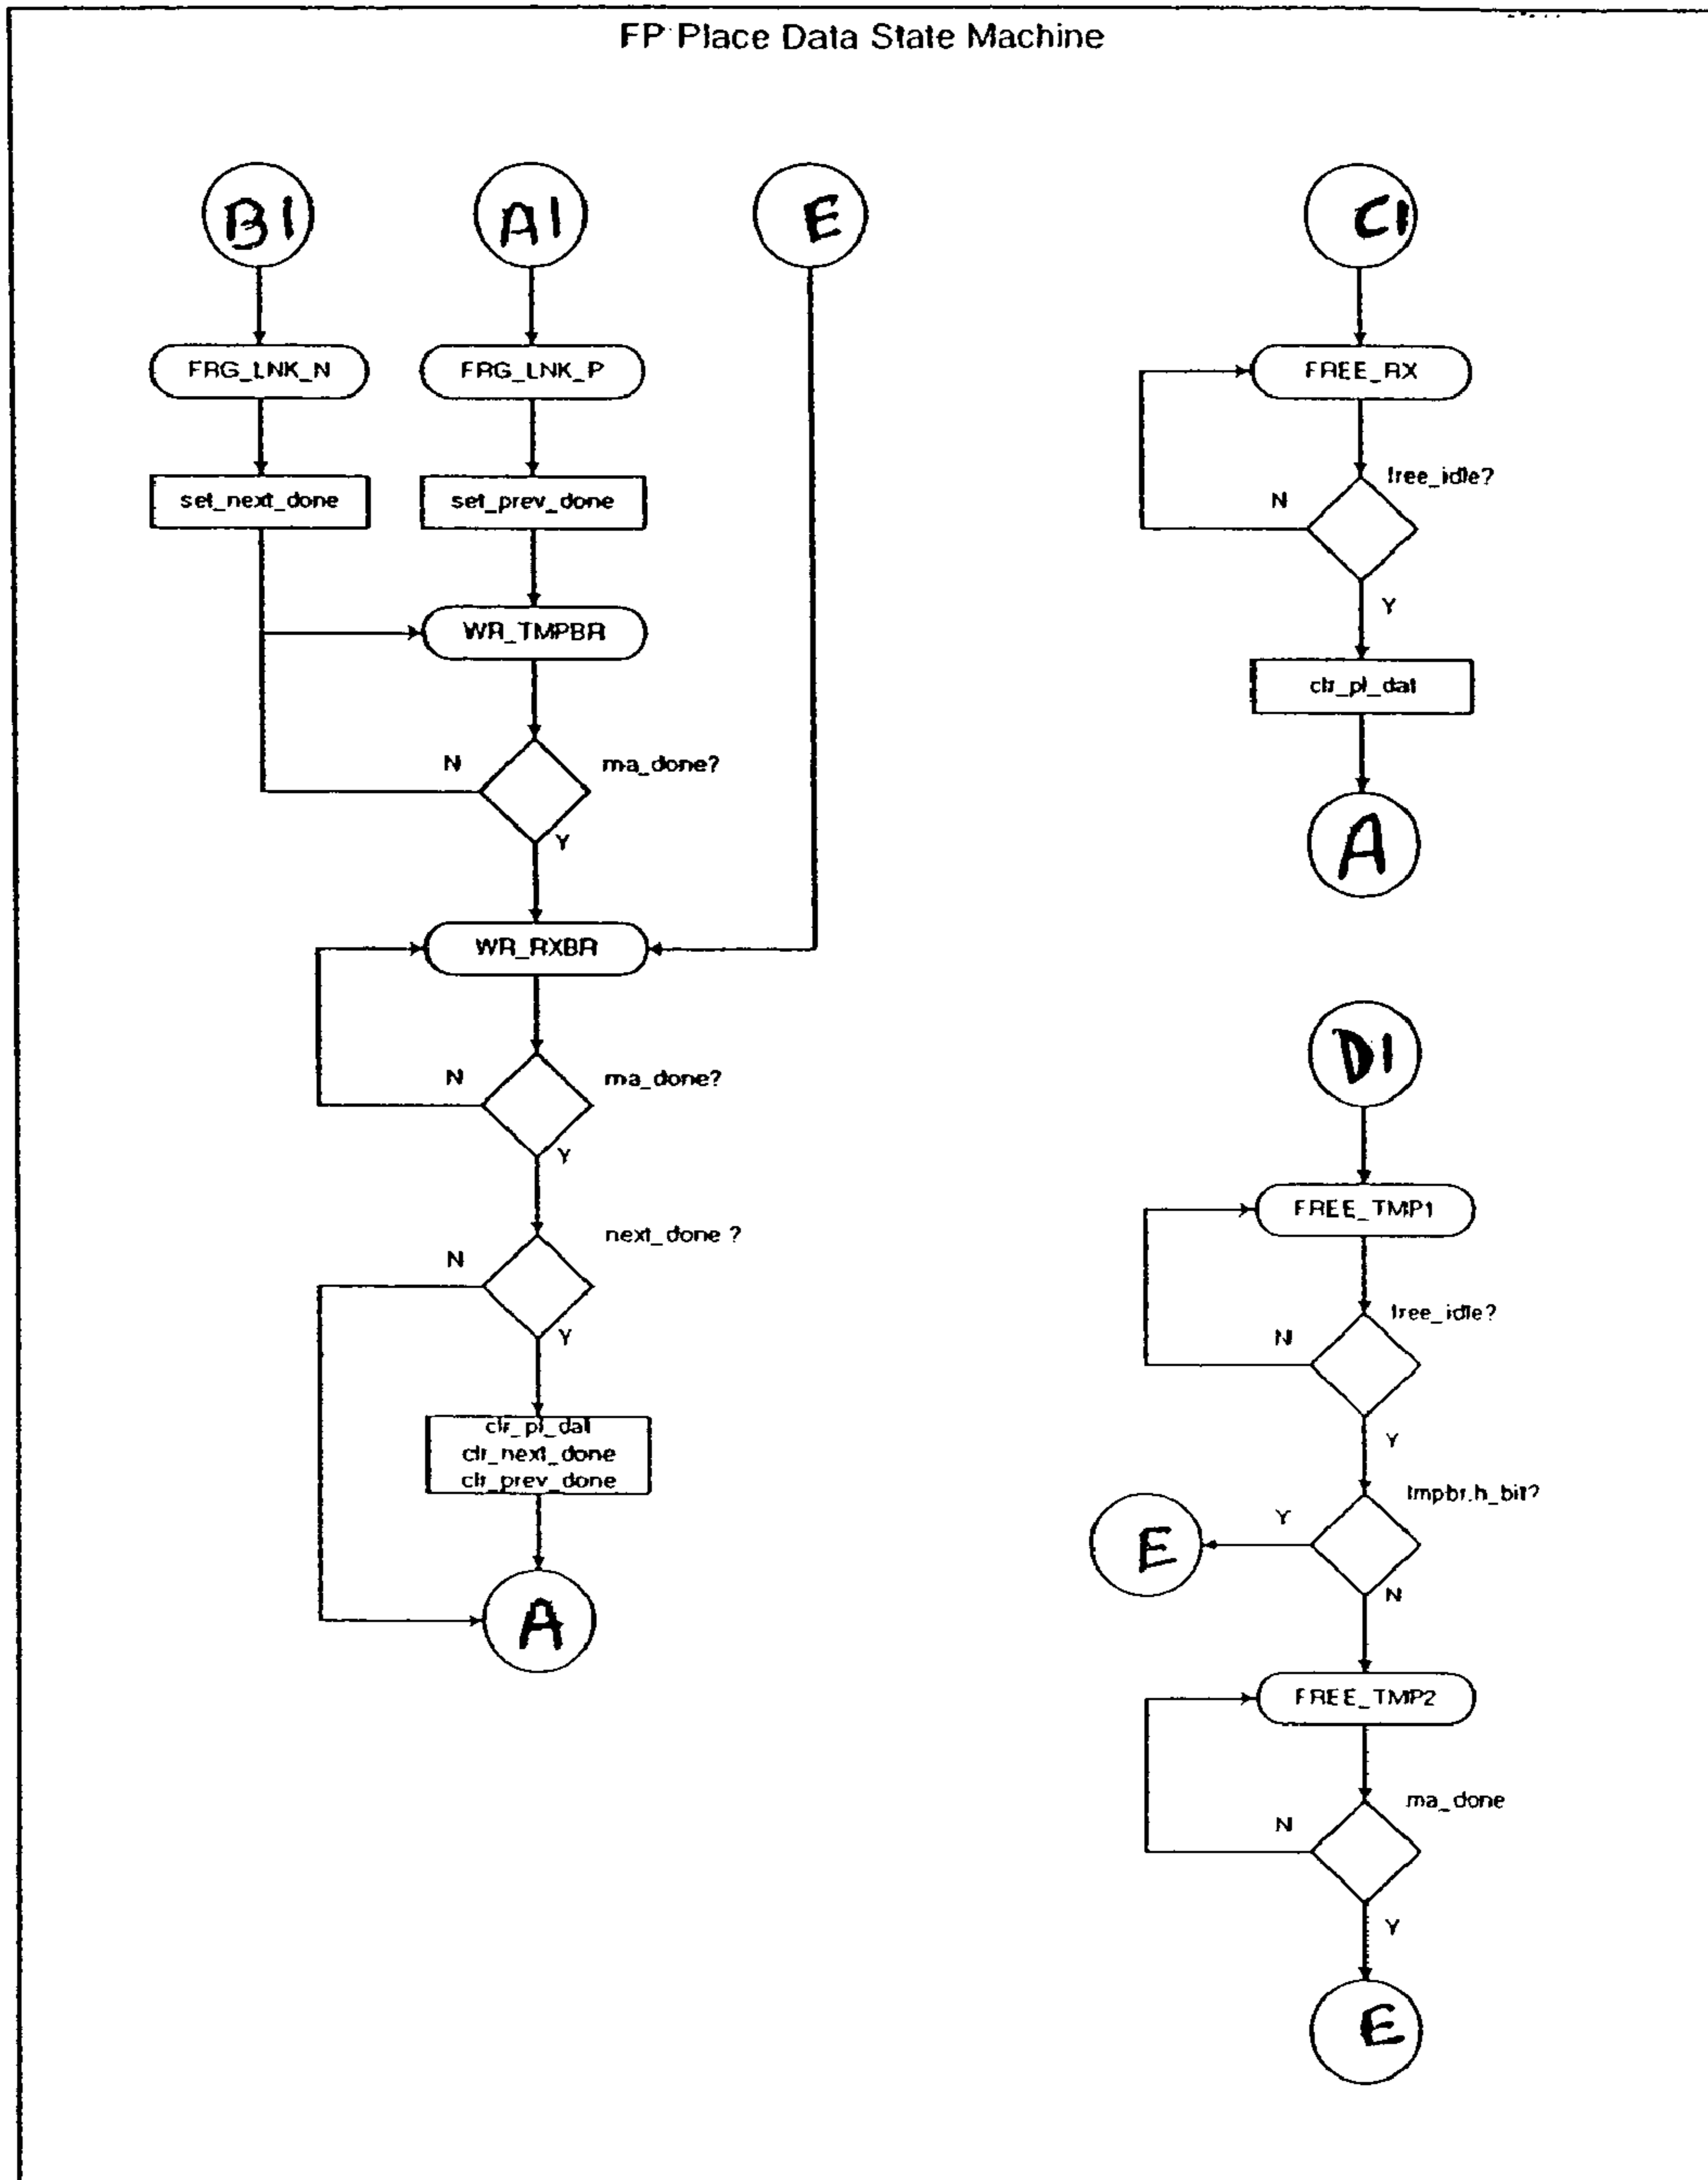 FP Place Data State Machine
B1
A1
E
C1
FRG_LNK_N
FRG_LNK_P
FREE_RX
set_next_done
set_prev_done
free_idle?
N
Y
WR_TMPBR
clr_pl_dat
N
ma_done?
Y
A
WR_RXBR
D1
N
ma_done?
Y
FREE_TMP1
next_done ?
N
Y
free_idle?
N
Y
clr_pl_dat
clr_next_done
clr_prev_done
tmpbr.h_bit?
Y
E
N
A
FREE_TMP2
ma_done
N
Y
E